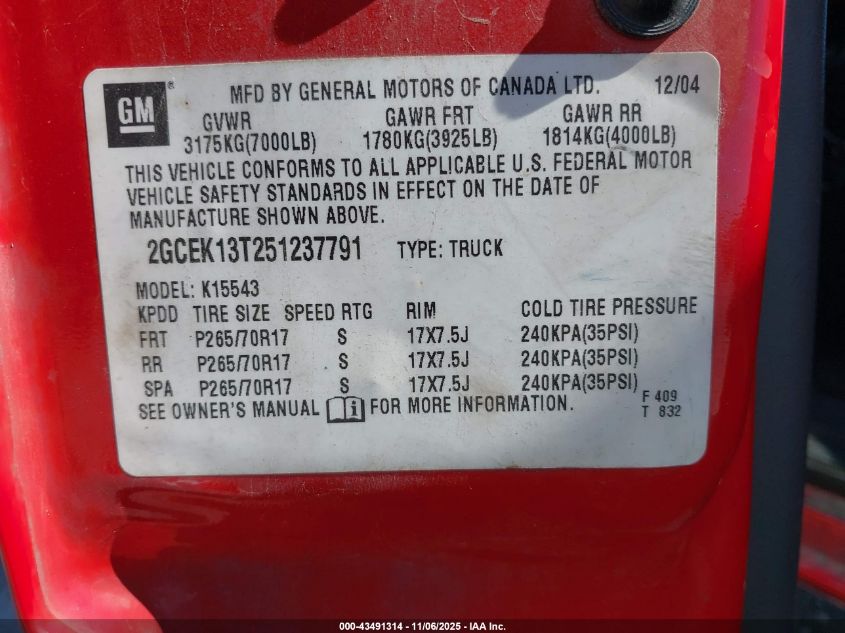 GM ® MFD BY GENERAL MOTORS OF CANADA LTD. 12/04
GVWR GAWR FRT GAWR RR
3175KG(7000LB) 1780KG(3925LB) 1814KG(4000LB)
THIS VEHICLE CONFORMS TO ALL APPLICABLE U.S. FEDERAL MOTOR
VEHICLE SAFETY STANDARDS IN EFFECT ON THE DATE OF
MANUFACTURE SHOWN ABOVE.
2GCEK13T251237791 TYPE: TRUCK
MODEL: K15543
KPDD TIRE SIZE SPEED RTG RIM COLD TIRE PRESSURE
FRT P265/70R17 S 17X7.5J 240KPA(35PSI)
RR P265/70R17 S 17X7.5J 240KPA(35PSI)
SPA P265/70R17 S 17X7.5J 240KPA(35PSI)
SEE OWNER'S MANUAL i FOR MORE INFORMATION.
F 409
T 832
000-43491314 - 11/06/2025 - IAA Inc.